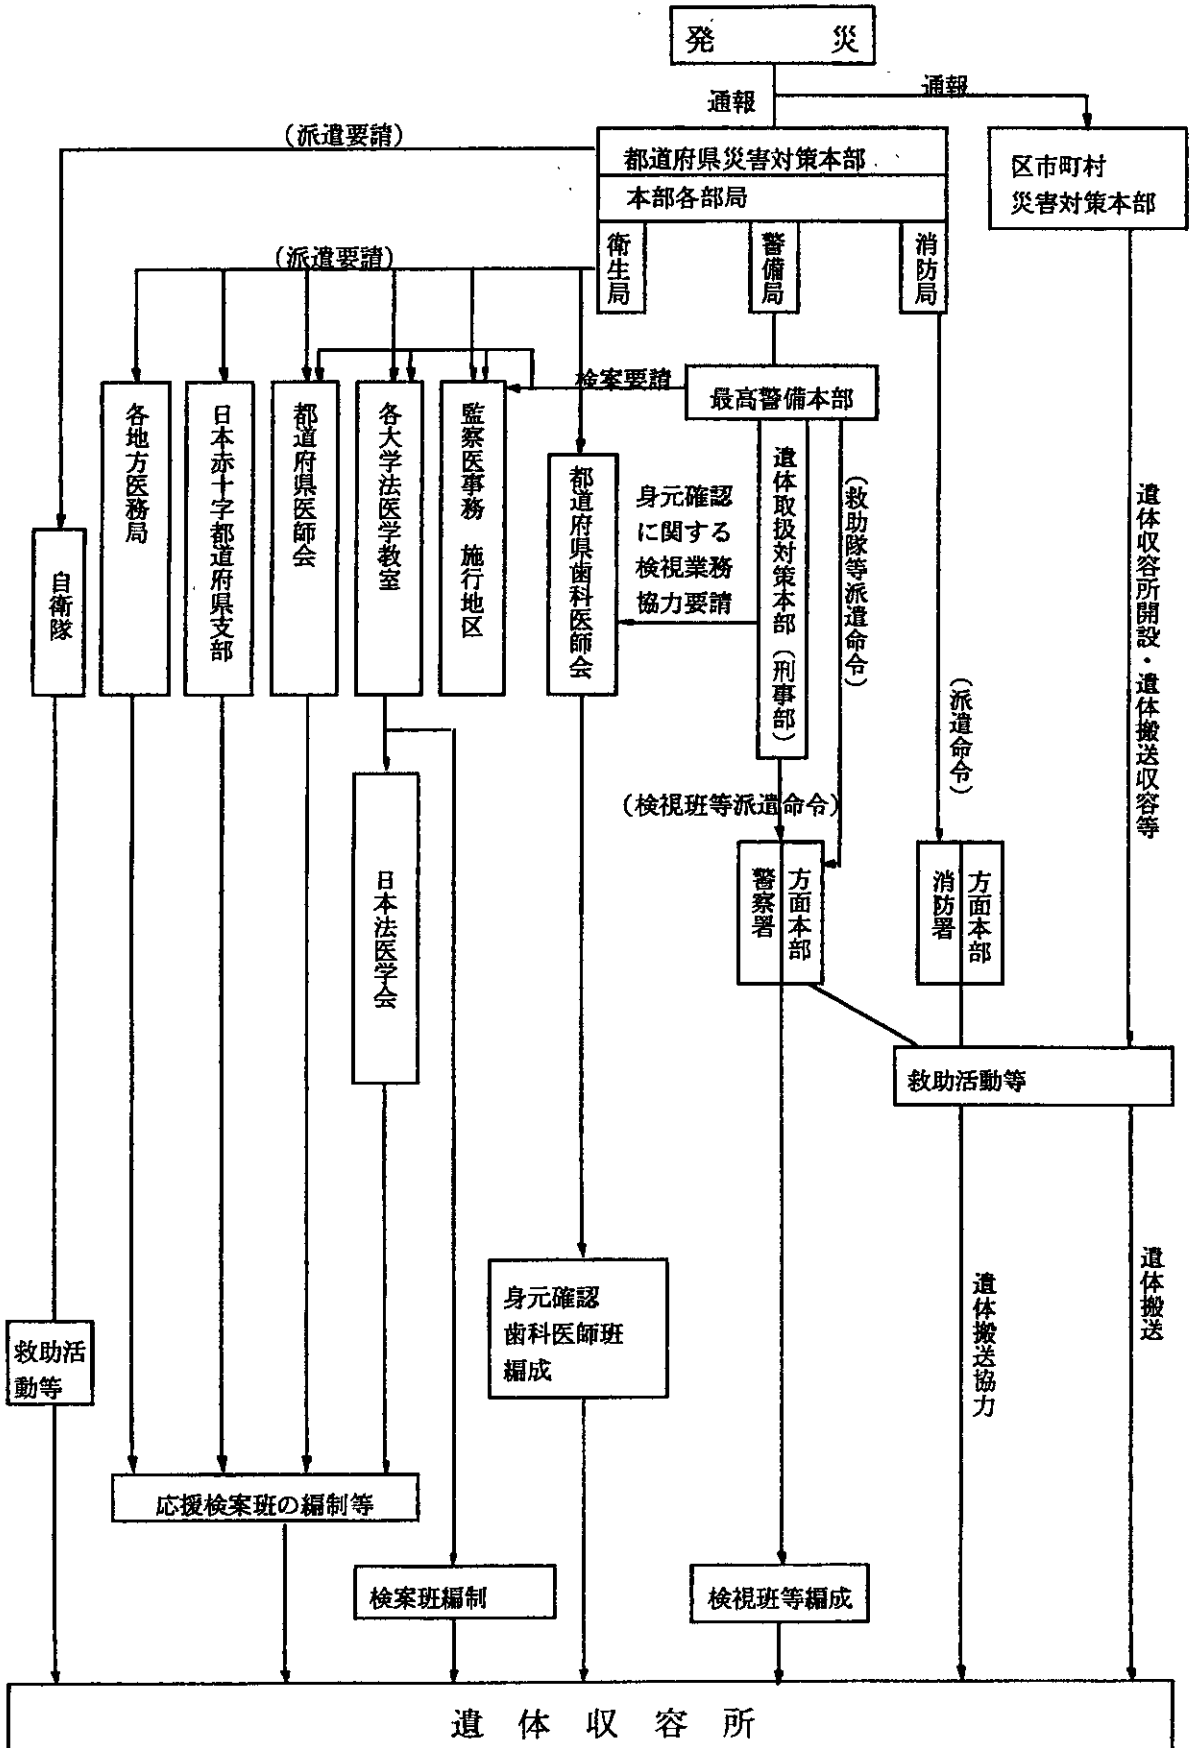 発　災
通報
通報
(派遣要請)
都道府県災害対策本部
本部各部局
区市町村
災害対策本部
衛生局
警備局
消防局
(派遣要請)
検案要請
最高警備本部
各地方医務局
日本赤十字都道府県支部
都道府県医師会
各大学法医学教室
監察医事務　施行地区
都道府県歯科医師会
自衛隊
身元確認
に関する
検視業務
協力要請
遺体取扱対策本部(刑事部)
(救助隊等派遣命令)
(派遣命令)
遺体収容所開設・遺体搬送収容等
(検視班等派遣命令)
日本法医学会
警察署
方面本部
消防署
方面本部
救助活動等
身元確認
歯科医師班
編成
救助活
動等
遺体搬送協力
遺体搬送
応援検案班の編制等
検案班編制
検視班等編成
遺体収容所